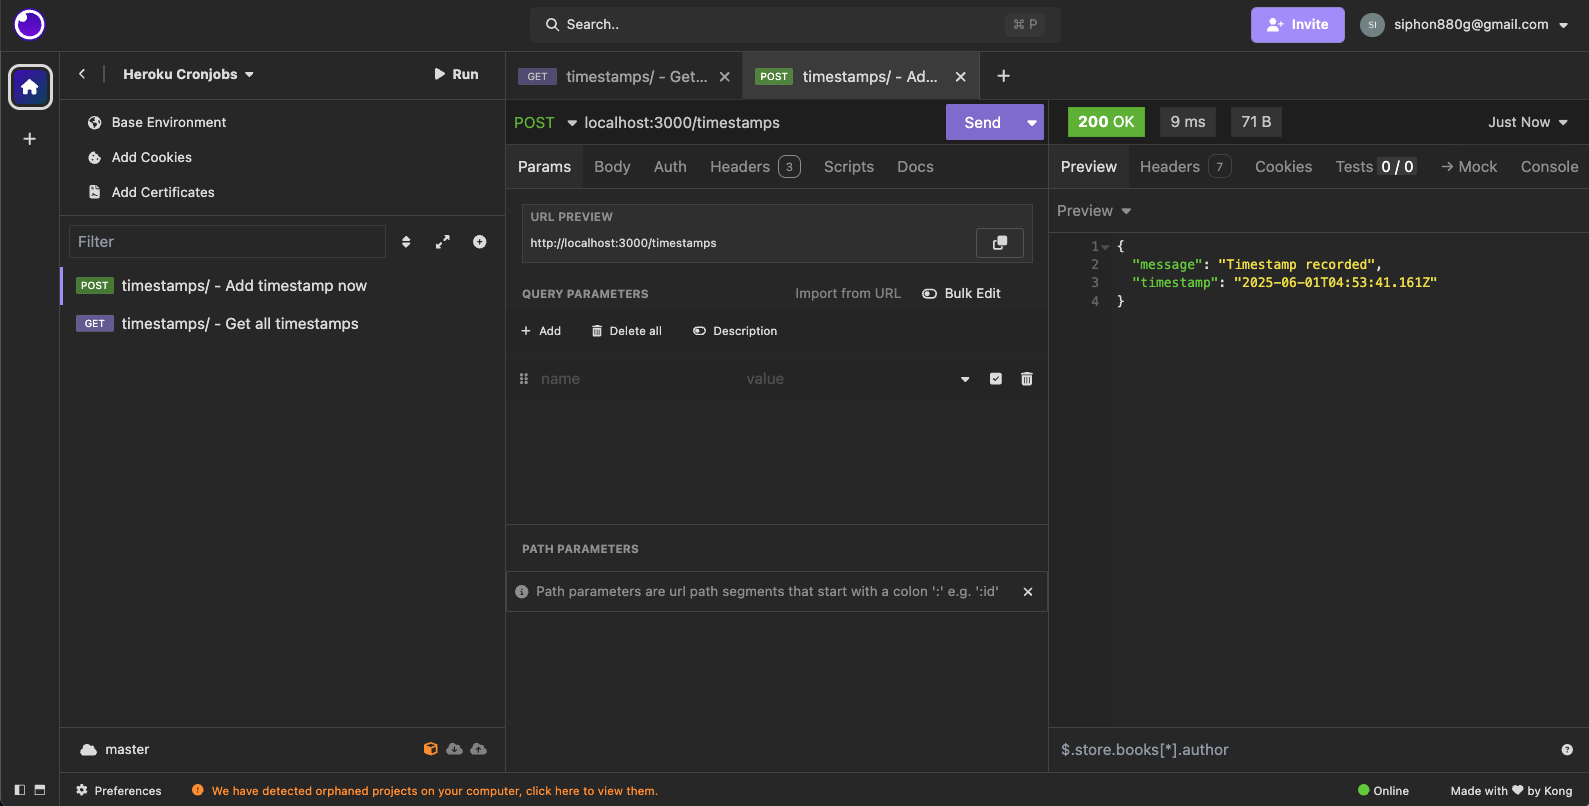 Search..
⌘ P
Invite
SI
siphon880g@gmail.com
Heroku Cronjobs
Run
GET timestamps/ - Get...
POST timestamps/ - Ad...
Base Environment
Add Cookies
Add Certificates
Filter
POST timestamps/ - Add timestamp now
GET timestamps/ - Get all timestamps
master
POST localhost:3000/timestamps
Send
Params Body Auth Headers 3 Scripts Docs
URL PREVIEW
http://localhost:3000/timestamps
QUERY PARAMETERS Import from URL Bulk Edit
+ Add Delete all Description
name value
PATH PARAMETERS
Path parameters are url path segments that start with a colon ':' e.g. ':id'
200 OK 9 ms 71 B Just Now
Preview Headers 7 Cookies Tests 0 / 0 → Mock Console
Preview
1 {
2 "message": "Timestamp recorded",
3 "timestamp": "2025-06-01T04:53:41.161Z"
4 }
$.store.books[*].author
Preferences
We have detected orphaned projects on your computer, click here to view them.
Online
Made with ♥ by Kong